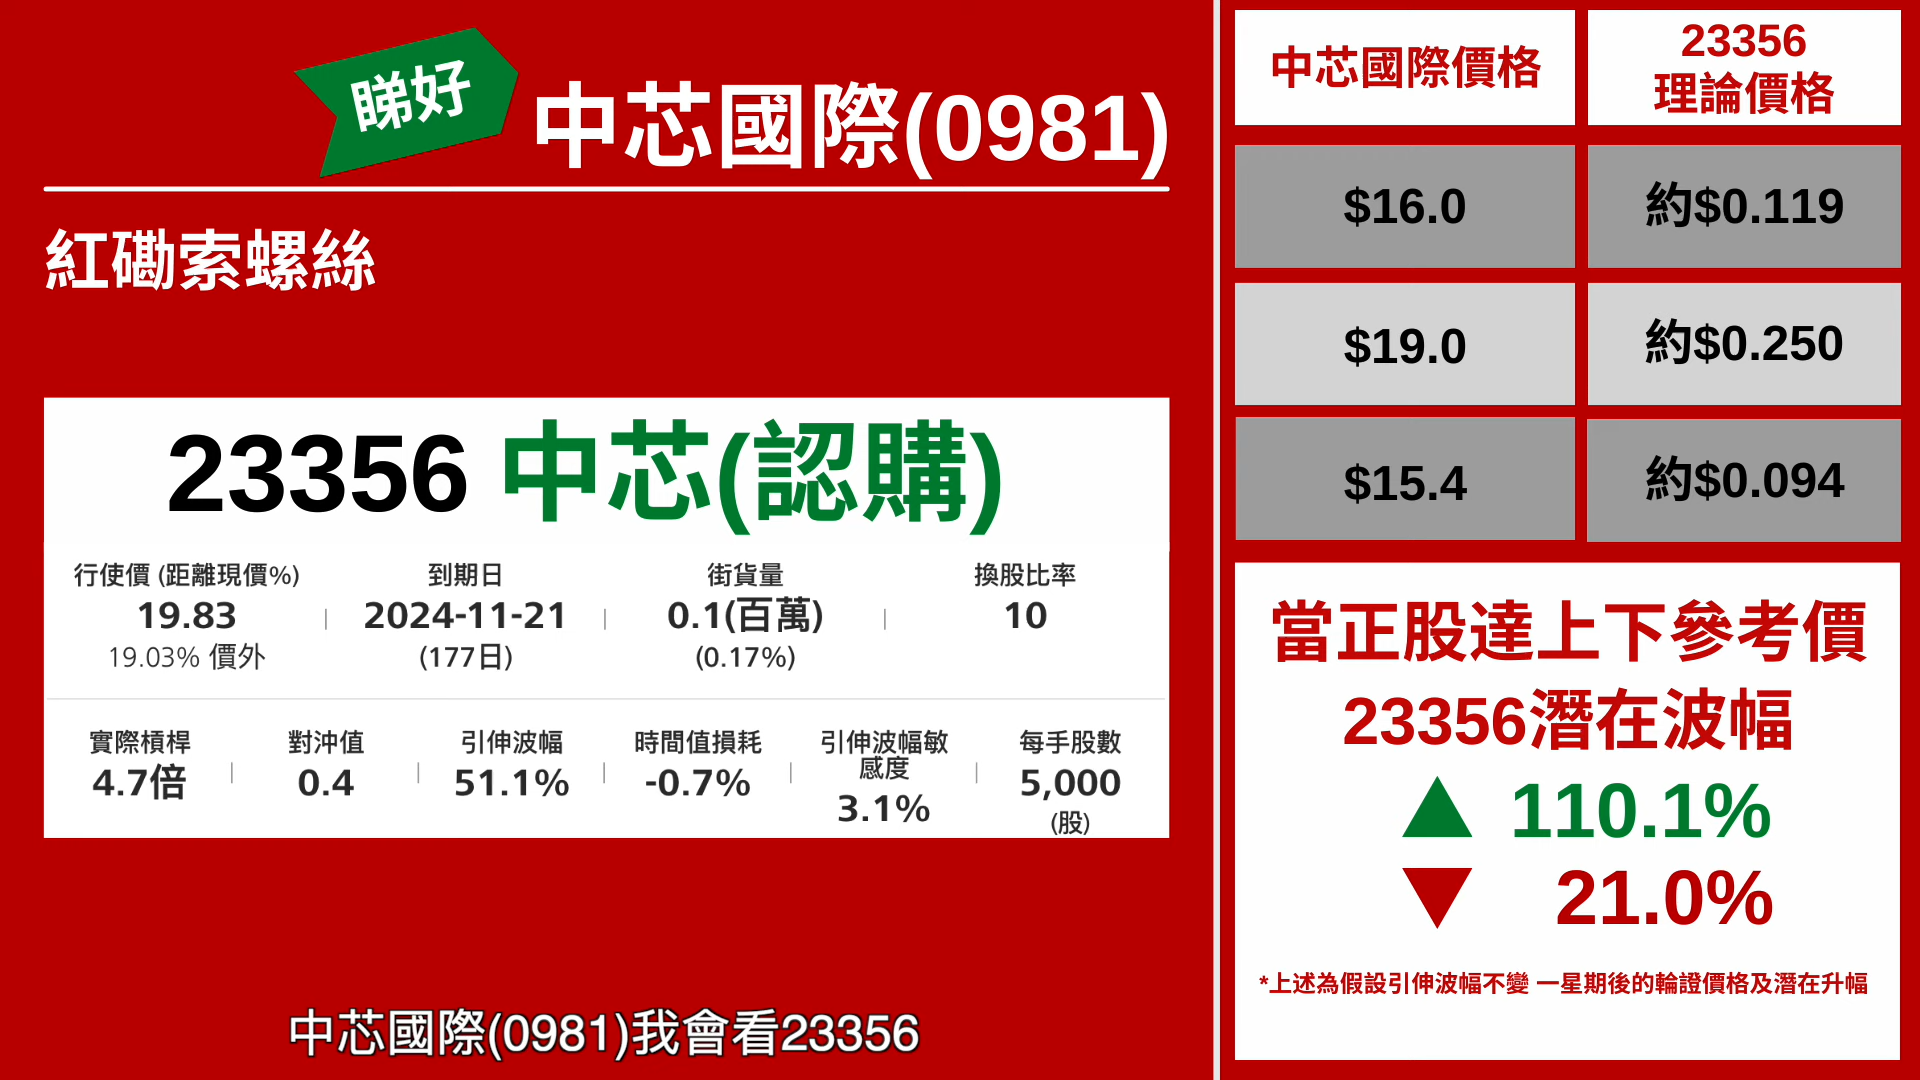 睇好
中芯國際(0981)
紅磡索螺絲
23356 中芯(認購)
行使價 (距離現價%)
19.83
19.03% 價外
到期日
2024-11-21
(177日)
街貨量
0.1(百萬)
(0.17%)
換股比率
10
實際槓桿
4.7倍
對沖值
0.4
引伸波幅
51.1%
時間值損耗
-0.7%
引伸波幅敏
感度
3.1%
每手股數
5,000
(股)
中芯國際(0981)我會看23356
中芯國際價格
23356
理論價格
$16.0
約$0.119
$19.0
約$0.250
$15.4
約$0.094
當正股達上下參考價
23356潛在波幅
▲ 110.1%
▼ 21.0%
*上述為假設引伸波幅不變 一星期後的輪證價格及潛在升幅